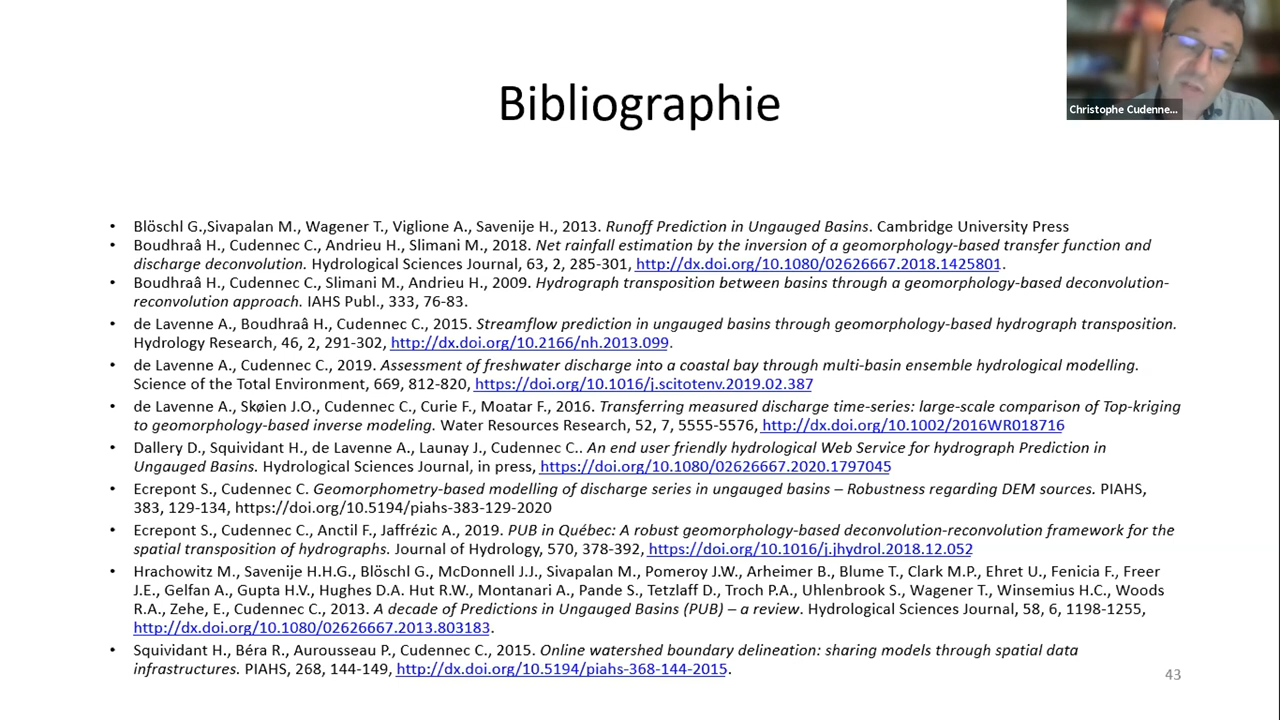 Christophe Cudenne...
Bibliographie
• Blöschl G.,Sivapalan M., Wagener T., Viglione A., Savenije H., 2013. Runoff Prediction in Ungauged Basins. Cambridge University Press
• Boudhraâ H., Cudennec C., Andrieu H., Slimani M., 2018. Net rainfall estimation by the inversion of a geomorphology-based transfer function and
discharge deconvolution. Hydrological Sciences Journal, 63, 2, 285-301, http://dx.doi.org/10.1080/02626667.2018.1425801.
• Boudhraâ H., Cudennec C., Slimani M., Andrieu H., 2009. Hydrograph transposition between basins through a geomorphology-based deconvolution-
reconvolution approach. IAHS Publ., 333, 76-83.
• de Lavenne A., Boudhraâ H., Cudennec C., 2015. Streamflow prediction in ungauged basins through geomorphology-based hydrograph transposition.
Hydrology Research, 46, 2, 291-302, http://dx.doi.org/10.2166/nh.2013.099.
• de Lavenne A., Cudennec C., 2019. Assessment of freshwater discharge into a coastal bay through multi-basin ensemble hydrological modelling.
Science of the Total Environment, 669, 812-820, https://doi.org/10.1016/j.scitotenv.2019.02.387
• de Lavenne A., Skøien J.O., Cudennec C., Curie F., Moatar F., 2016. Transferring measured discharge time-series: large-scale comparison of Top-kriging
to geomorphology-based inverse modeling. Water Resources Research, 52, 7, 5555-5576, http://dx.doi.org/10.1002/2016WR018716
• Dallery D., Squividant H., de Lavenne A., Launay J., Cudennec C.. An end user friendly hydrological Web Service for hydrograph Prediction in
Ungauged Basins. Hydrological Sciences Journal, in press, https://doi.org/10.1080/02626667.2020.1797045
• Ecrepont S., Cudennec C. Geomorphometry-based modelling of discharge series in ungauged basins – Robustness regarding DEM sources. PIAHS,
383, 129-134, https://doi.org/10.5194/piahs-383-129-2020
• Ecrepont S., Cudennec C., Anctil F., Jaffrézic A., 2019. PUB in Québec: A robust geomorphology-based deconvolution-reconvolution framework for the
spatial transposition of hydrographs. Journal of Hydrology, 570, 378-392, https://doi.org/10.1016/j.jhydrol.2018.12.052
• Hrachowitz M., Savenije H.H.G., Blöschl G., McDonnell J.J., Sivapalan M., Pomeroy J.W., Arheimer B., Blume T., Clark M.P., Ehret U., Fenicia F., Freer
J.E., Gelfan A., Gupta H.V., Hughes D.A. Hut R.W., Montanari A., Pande S., Tetzlaff D., Troch P.A., Uhlenbrook S., Wagener T., Winsemius H.C., Woods
R.A., Zehe, E., Cudennec C., 2013. A decade of Predictions in Ungauged Basins (PUB) – a review. Hydrological Sciences Journal, 58, 6, 1198-1255,
http://dx.doi.org/10.1080/02626667.2013.803183.
• Squividant H., Béra R., Aurousseau P., Cudennec C., 2015. Online watershed boundary delineation: sharing models through spatial data
infrastructures. PIAHS, 268, 144-149, http://dx.doi.org/10.5194/piahs-368-144-2015.
43